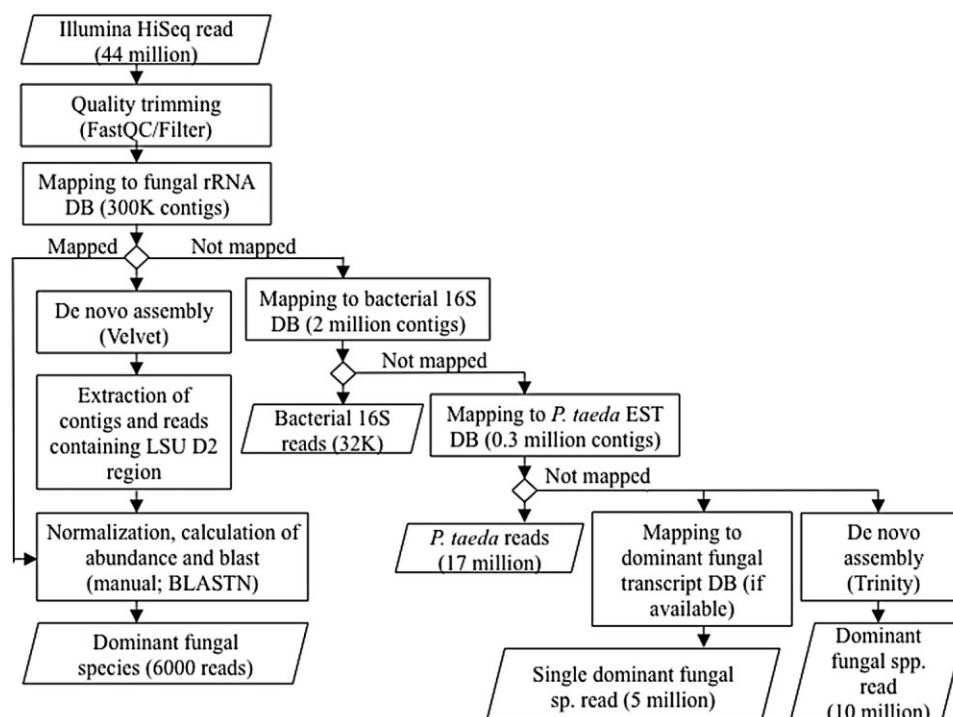 Illumina HiSeq read
(44 million)
Quality trimming
(FastQC/Filter)
Mapping to fungal rRNA
DB (300K contigs)
Mapped
Not mapped
De novo assembly
(Velvet)
Extraction of
contigs and reads
containing LSU D2
region
Normalization, calculation of
abundance and blast
(manual; BLASTN)
Dominant fungal
species (6000 reads)
Mapping to bacterial 16S
DB (2 million contigs)
Not mapped
Bacterial 16S
reads (32K)
Mapping to P. taeda EST
DB (0.3 million contigs)
Not mapped
P. taeda reads
(17 million)
Mapping to
dominant fungal
transcript DB (if
available)
Single dominant fungal
sp. read (5 million)
De novo
assembly
(Trinity)
Dominant
fungal spp.
read
(10 million)